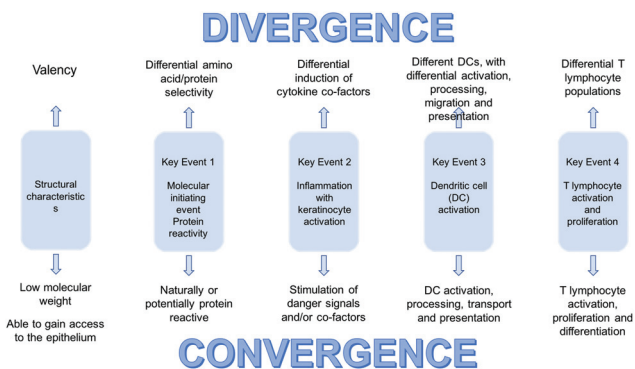 DIVERGENCE
Valency
Differential amino
acid/protein
selectivity
Differential
induction of
cytokine co-factors
Different DCs, with
differential activation,
processing,
migration and
presentation
Differential T
lymphocyte
populations
Structural
characteristic
s
Key Event 1
Molecular
initiating
event
Protein
reactivity
Key Event 2
Inflammation
with
keratinocyte
activation
Key Event 3
Dendritic cell
(DC)
activation
Key Event 4
T lymphocyte
activation
and
proliferation
Low molecular
weight
Able to gain access
to the epithelium
Naturally or
potentially protein
reactive
Stimulation of
danger signals
and/or co-factors
DC activation,
processing, transport
and presentation
T lymphocyte
activation,
proliferation and
differentiation
CONVERGENCE